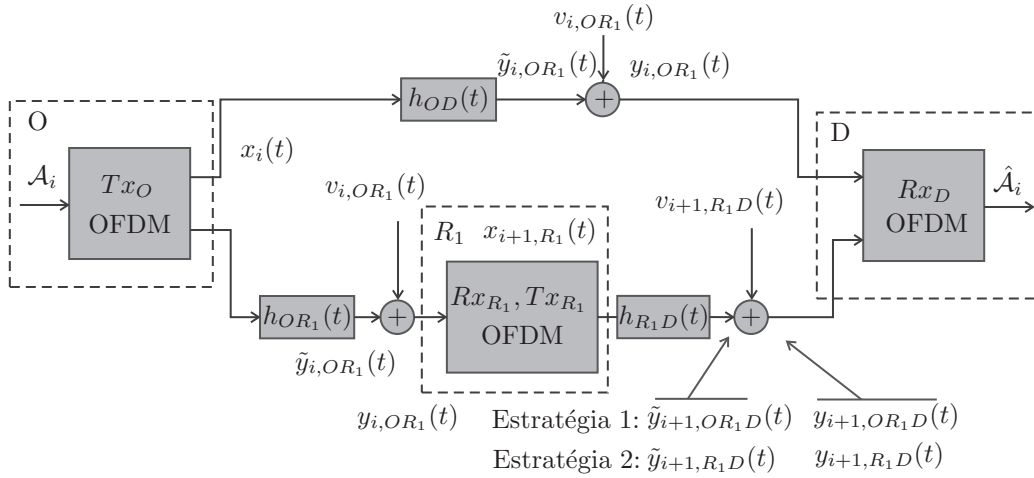 v_{i,OR_1}(t)
ỹ_{i,OR_1}(t) y_{i,OR_1}(t)
h_{OD}(t)
+
O
D
x_i(t)
𝒜_i
Tx_O
OFDM
Rx_D
OFDM
𝒜̂_i
v_{i,OR_1}(t)
v_{i+1,R_1D}(t)
R_1 x_{i+1,R_1}(t)
Rx_{R_1}, Tx_{R_1}
OFDM
h_{OR_1}(t)
+
h_{R_1D}(t)
+
ỹ_{i,OR_1}(t)
y_{i,OR_1}(t)
Estratégia 1: ỹ_{i+1,OR_1D}(t) y_{i+1,OR_1D}(t)
Estratégia 2: ỹ_{i+1,R_1D}(t) y_{i+1,R_1D}(t)